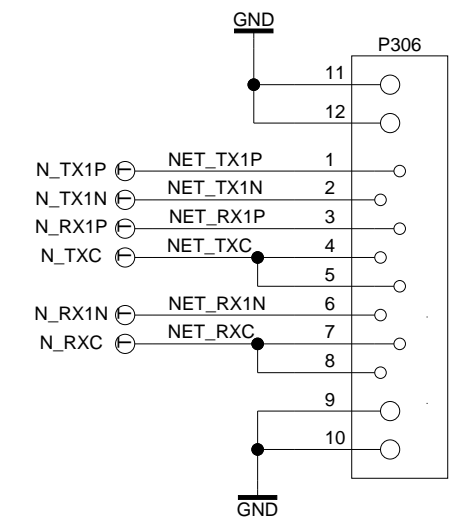 GND
P306
11
12
N_TX1P NET_TX1P 1
N_TX1N NET_TX1N 2
N_RX1P NET_RX1P 3
N_TXC NET_TXC 4
5
N_RX1N NET_RX1N 6
N_RXC NET_RXC 7
8
9
10
GND